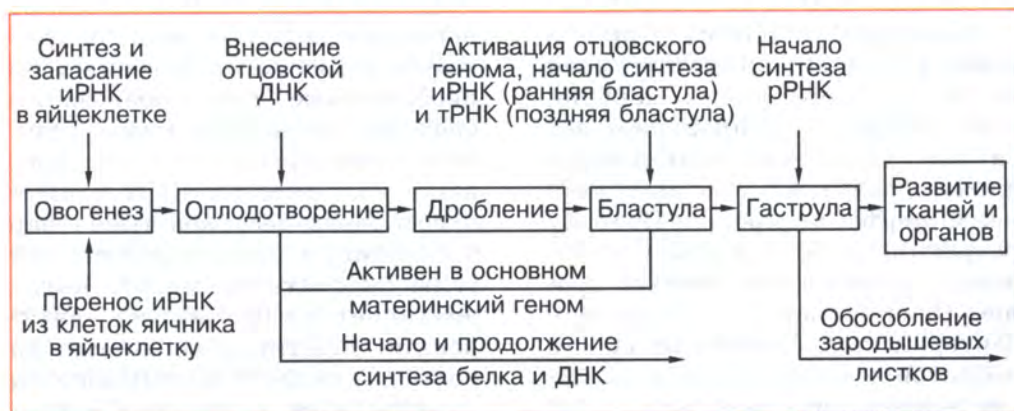 Синтез и
запасание
иРНК
в яйцеклетке
Внесение
отцовской
ДНК
Активация отцовского
генома, начало синтеза
иРНК (ранняя бластула)
и тРНК (поздняя бластула)
Начало
синтеза
рРНК
Овогенез
Оплодотворение
Дробление
Бластула
Гаструла
Развитие
тканей и
органов
Перенос иРНК
из клеток яичника
в яйцеклетку
Активен в основном
материнский геном
Начало и продолжение
синтеза белка и ДНК
Обособление
зародышевых
листков